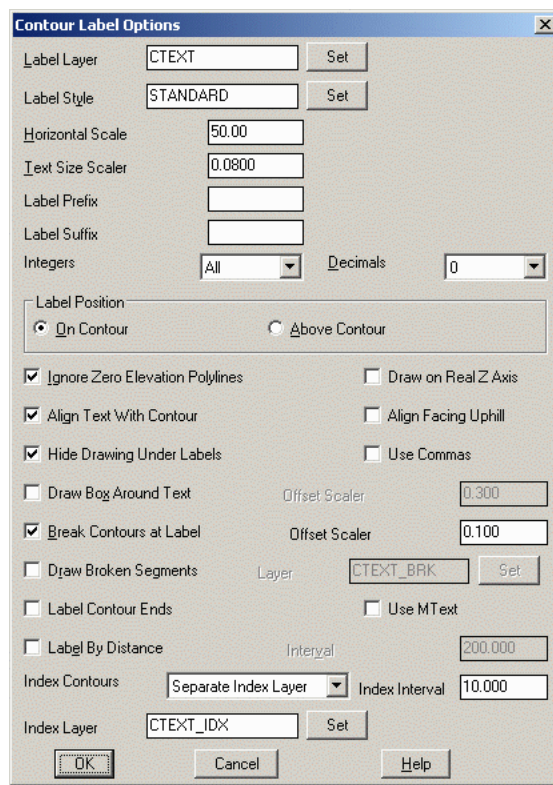 Contour Label Options
Label Layer CTEXT Set
Label Style STANDARD Set
Horizontal Scale 50.00
Text Size Scaler 0.0800
Label Prefix
Label Suffix
Integers All Decimals 0
Label Position
On Contour Above Contour
Ignore Zero Elevation Polylines Draw on Real Z Axis
Align Text With Contour Align Facing Uphill
Hide Drawing Under Labels Use Commas
Draw Box Around Text Offset Scaler 0.300
Break Contours at Label Offset Scaler 0.100
Draw Broken Segments Layer CTEXT_BRK Set
Label Contour Ends Use MText
Label By Distance Interval 200.000
Index Contours Separate Index Layer Index Interval 10.000
Index Layer CTEXT_IDX Set
OK Cancel Help